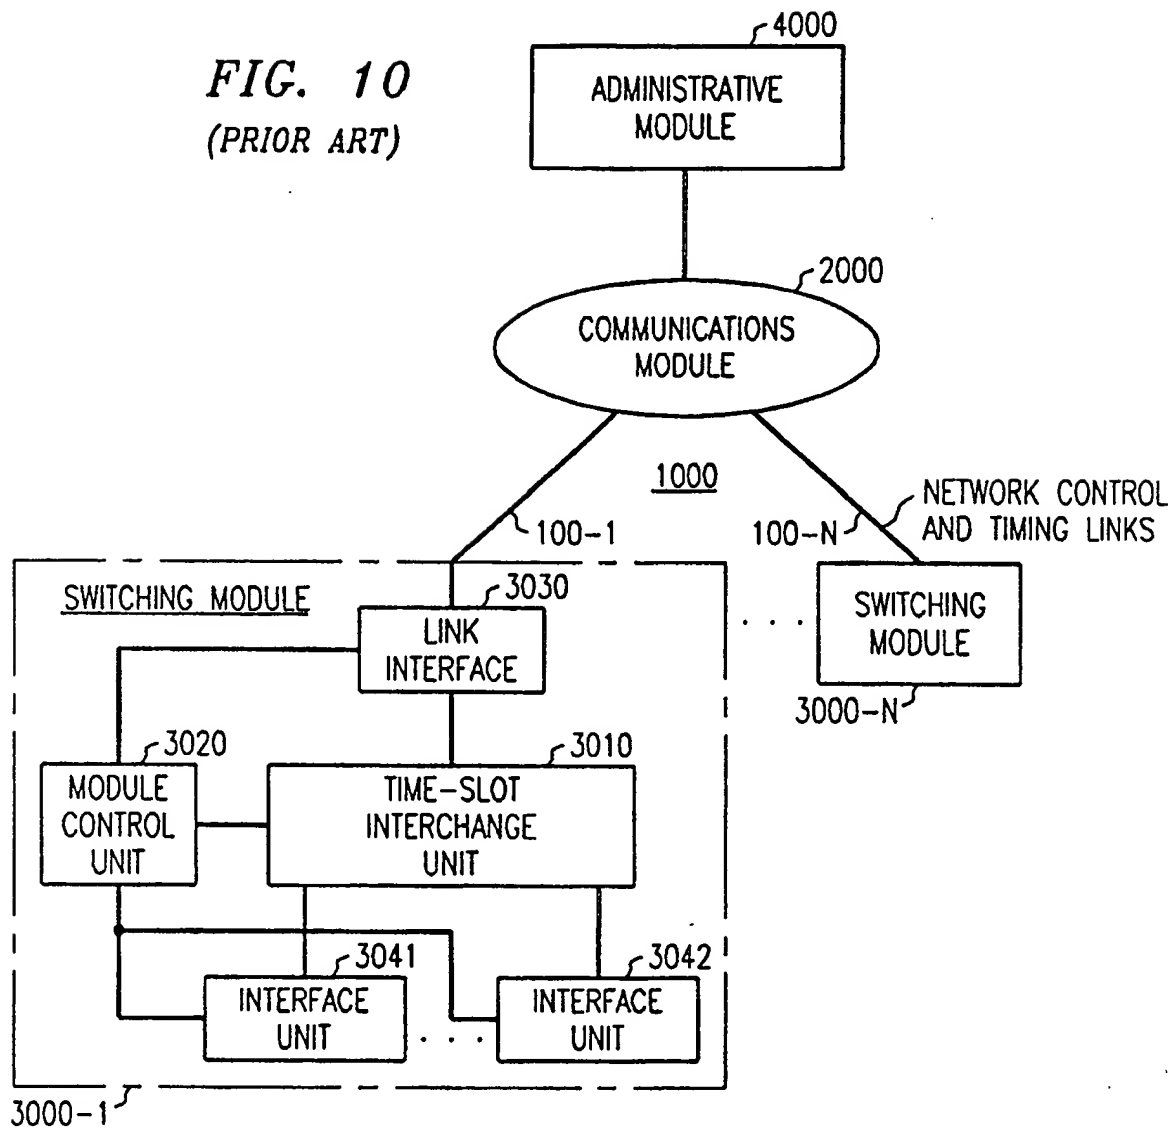 FIG. 10
(PRIOR ART)
4000
ADMINISTRATIVE
MODULE
2000
COMMUNICATIONS
MODULE
1000
100-1
100-N
NETWORK CONTROL
AND TIMING LINKS
SWITCHING MODULE
3030
LINK
INTERFACE
SWITCHING
MODULE
3000-N
3020
MODULE
CONTROL
UNIT
3010
TIME-SLOT
INTERCHANGE
UNIT
3041
INTERFACE
UNIT
3042
INTERFACE
UNIT
3000-1